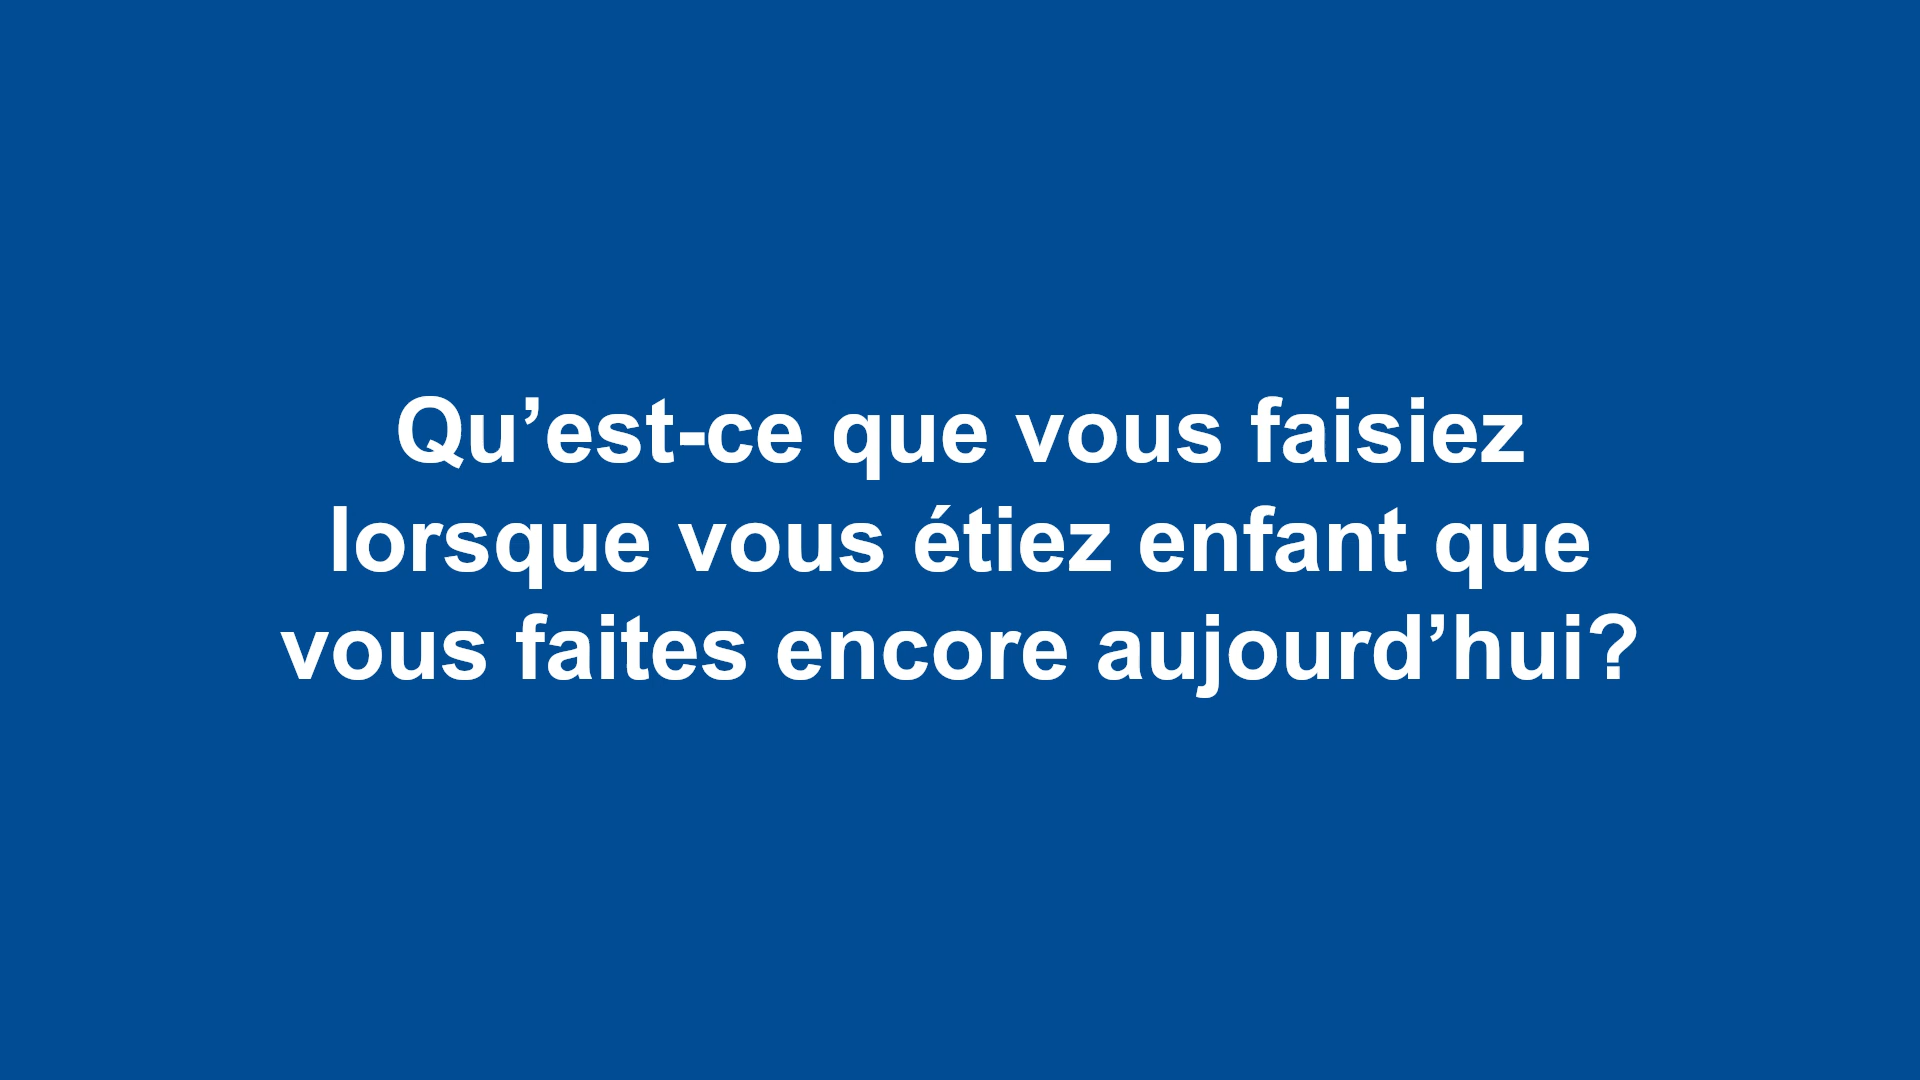 Qu’est-ce que vous faisiez
lorsque vous étiez enfant que
vous faites encore aujourd’hui?